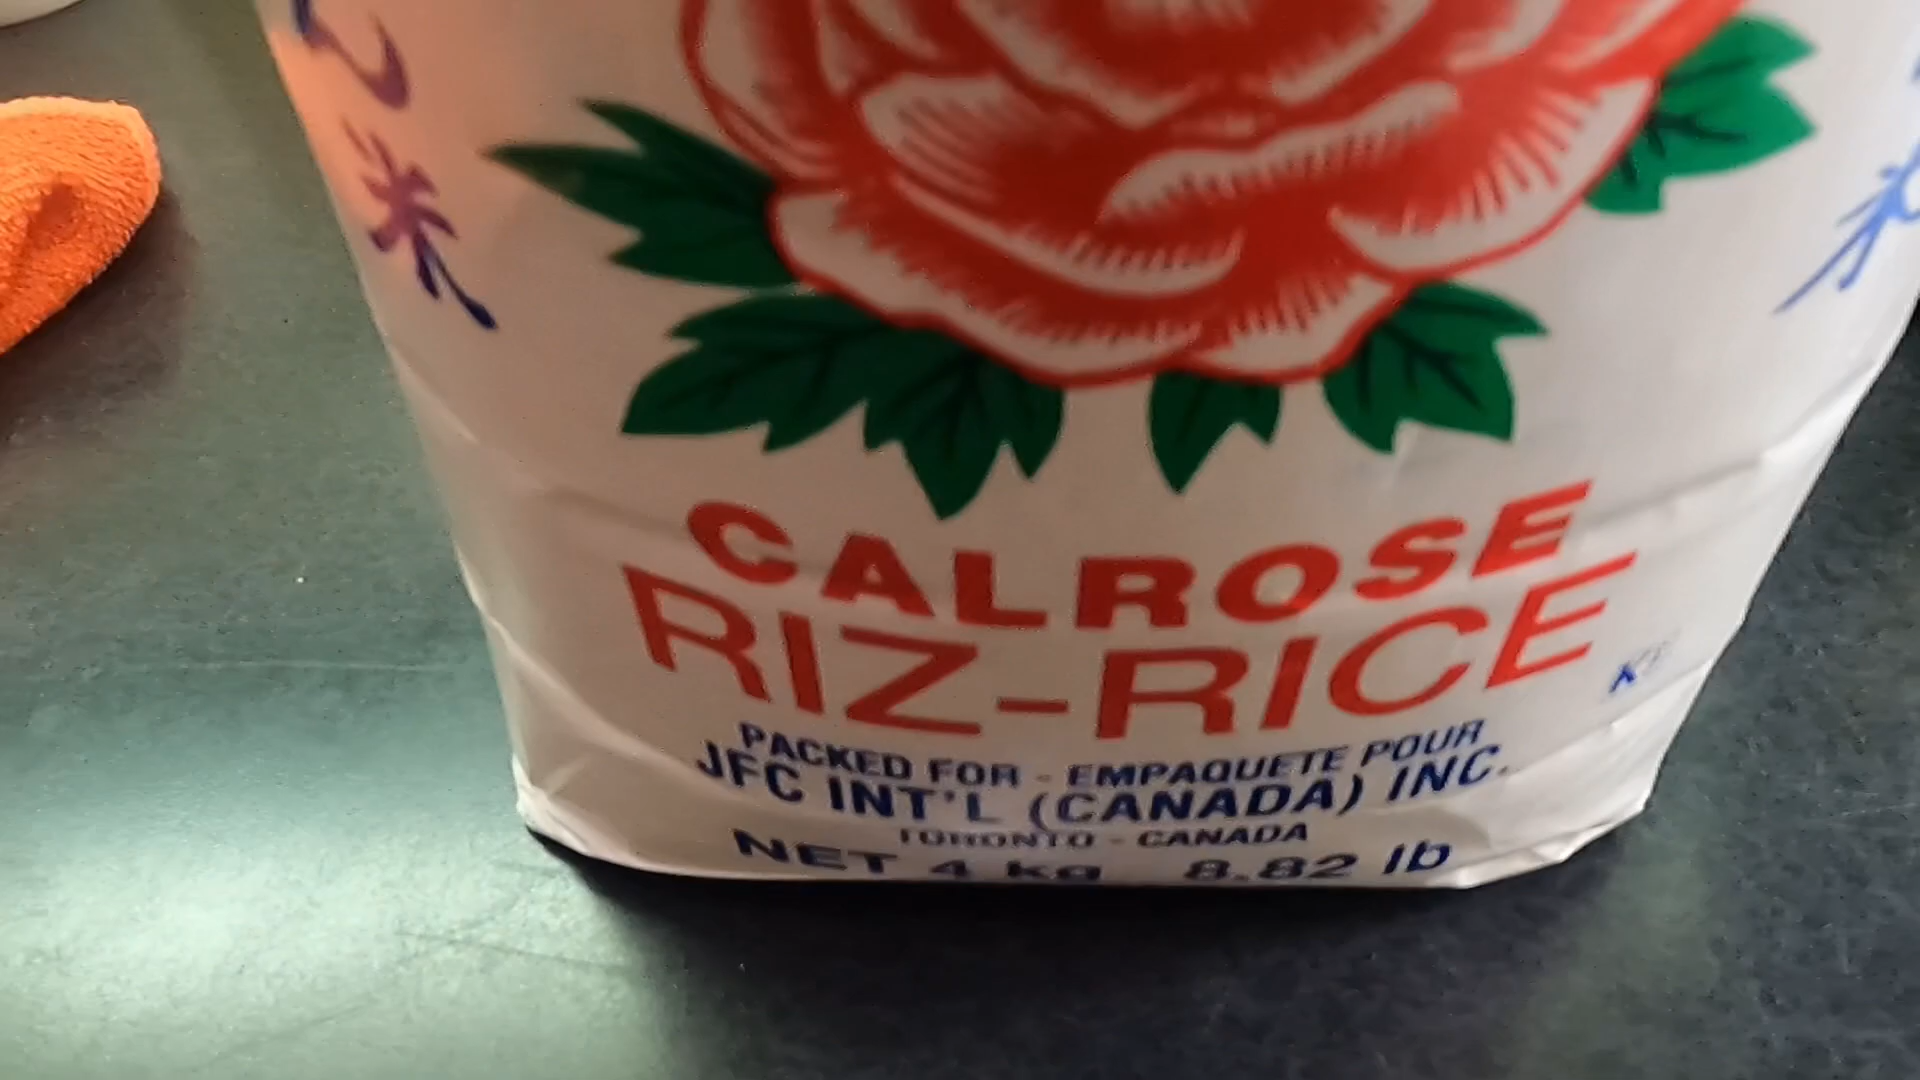 米
CALROSE
RIZ-RICE
PACKED FOR - EMPAQUETE POUR
JFC INT'L (CANADA) INC.
TORONTO - CANADA
NET 4 kg 8.82 lb